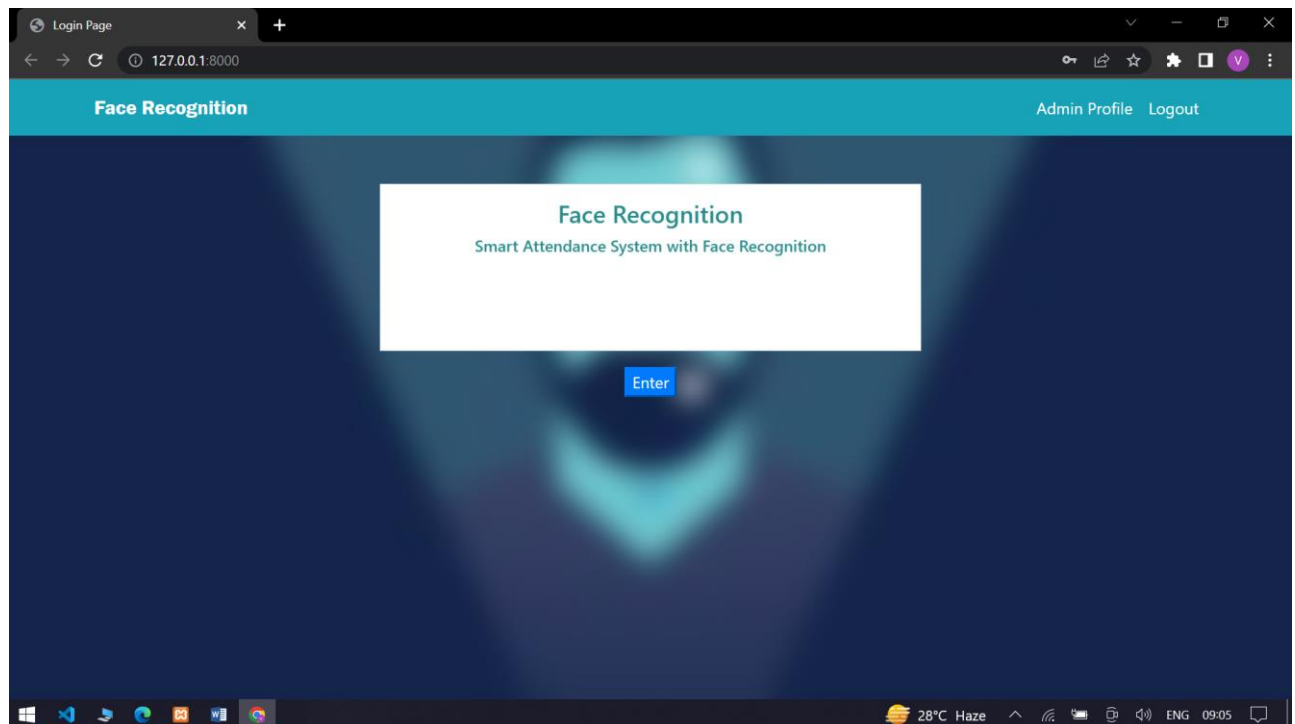 Login Page
127.0.0.1:8000
V
Face Recognition
Admin Profile Logout
Face Recognition
Smart Attendance System with Face Recognition
Enter
28°C Haze
ENG
09:05